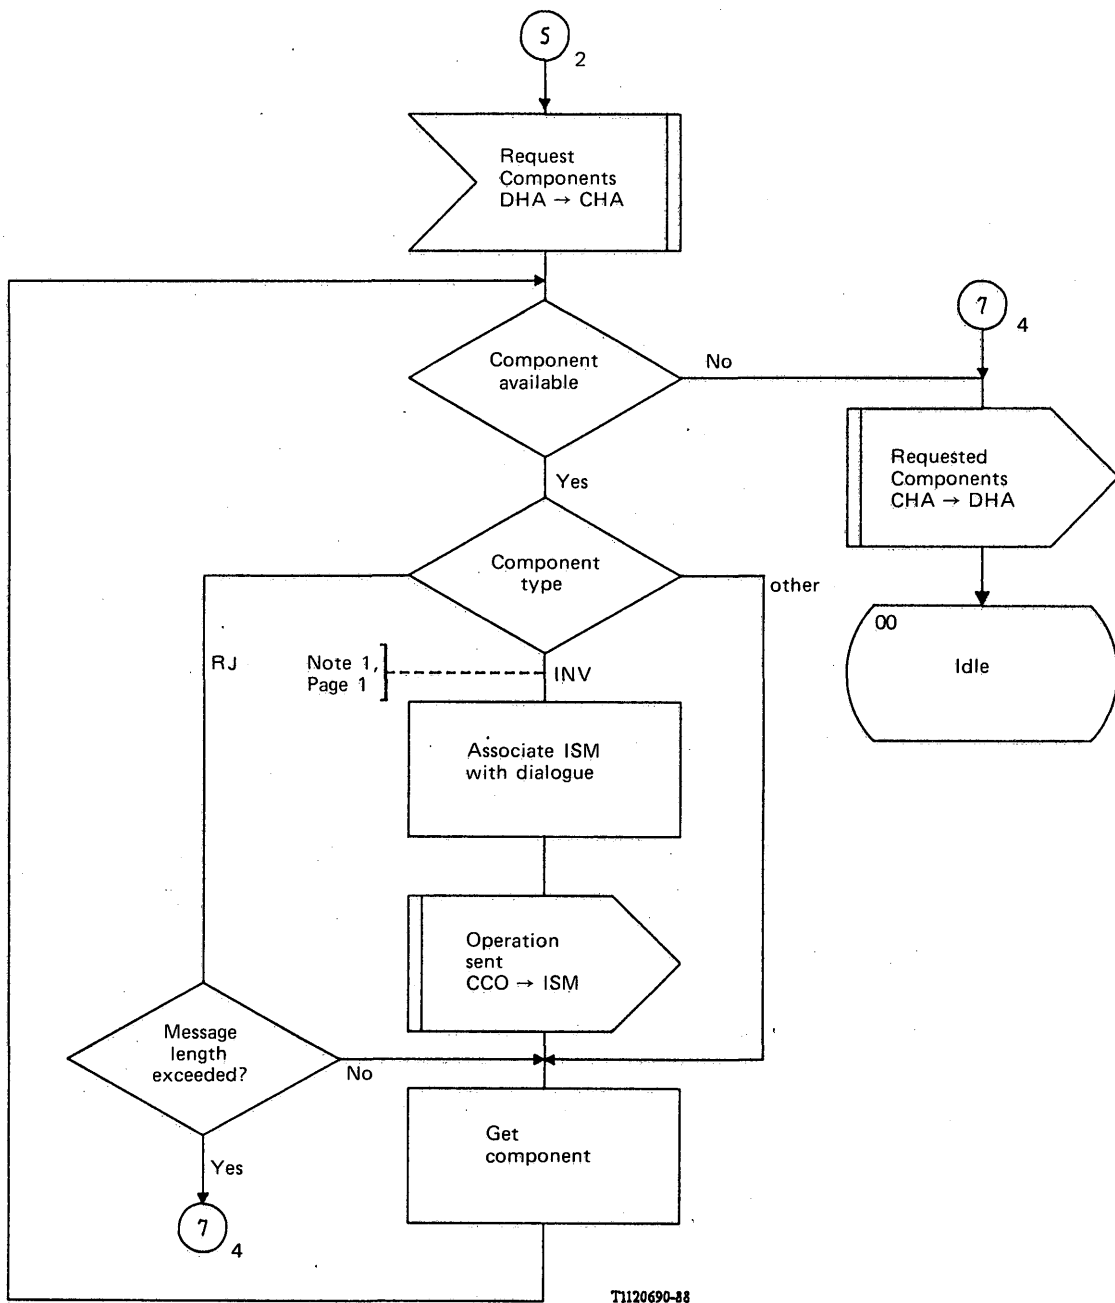 5
2
Request
Components
DHA → CHA
7
4
Component
available
No
Requested
Components
CHA → DHA
Yes
Component
type
other
00
Idle
RJ
Note 1,
Page 1
INV
Associate ISM
with dialogue
Operation
sent
CCO → ISM
Message
length
exceeded?
No
Get
component
Yes
7
4
T1120690-88